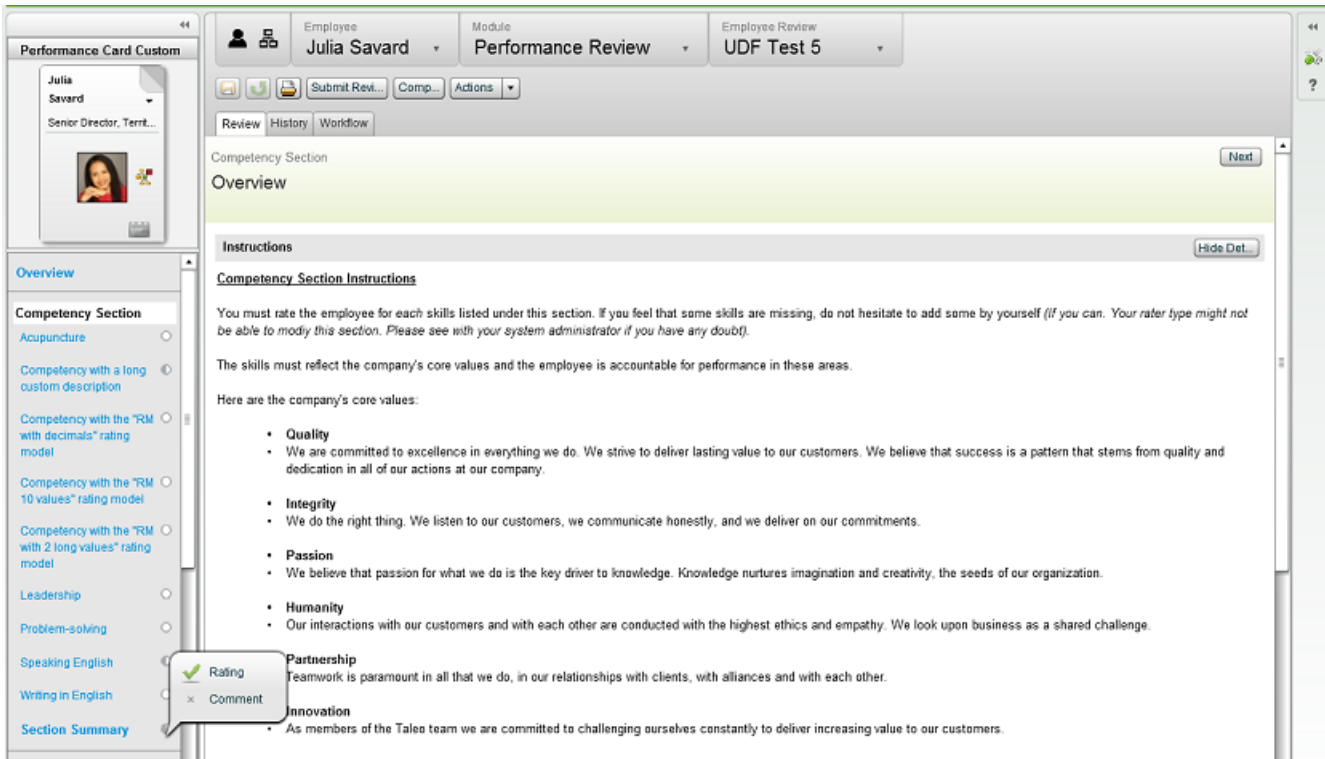 Performance Card Custom
Julia
Savard
Senior Director, Territ...
Overview
Competency Section
Acupuncture
Competency with a long
custom description
Competency with the "RM
with decimals" rating
model
Competency with the "RM
10 values" rating model
Competency with the "RM
with 2 long values" rating
model
Leadership
Problem-solving
Speaking English
Writing in English
Section Summary
Rating
× Comment
Employee
Julia Savard
Module
Performance Review
Employee Review
UDF Test 5
Submit Revi... Comp... Actions
Review History Workflow
?
Competency Section
Next
Overview
Instructions
Hide Det...
Competency Section Instructions
You must rate the employee for each skills listed under this section. If you feel that some skills are missing, do not hesitate to add some by yourself (if you can. Your rater type might not
be able to modiy this section. Please see with your system administrator if you have any doubt).
The skills must reflect the company's core values and the employee is accountable for performance in these areas.
Here are the company's core values:
• Quality
• We are committed to excellence in everything we do. We strive to deliver lasting value to our customers. We believe that success is a pattern that stems from quality and
dedication in all of our actions at our company.
• Integrity
• We do the right thing. We listen to our customers, we communicate honestly, and we deliver on our commitments.
• Passion
• We believe that passion for what we do is the key driver to knowledge. Knowledge nurtures imagination and creativity, the seeds of our organization.
• Humanity
• Our interactions with our customers and with each other are conducted with the highest ethics and empathy. We look upon business as a shared challenge.
Partnership
Teamwork is paramount in all that we do, in our relationships with clients, with alliances and with each other.
Innovation
• As members of the Taleo team we are committed to challenging ourselves constantly to deliver increasing value to our customers.